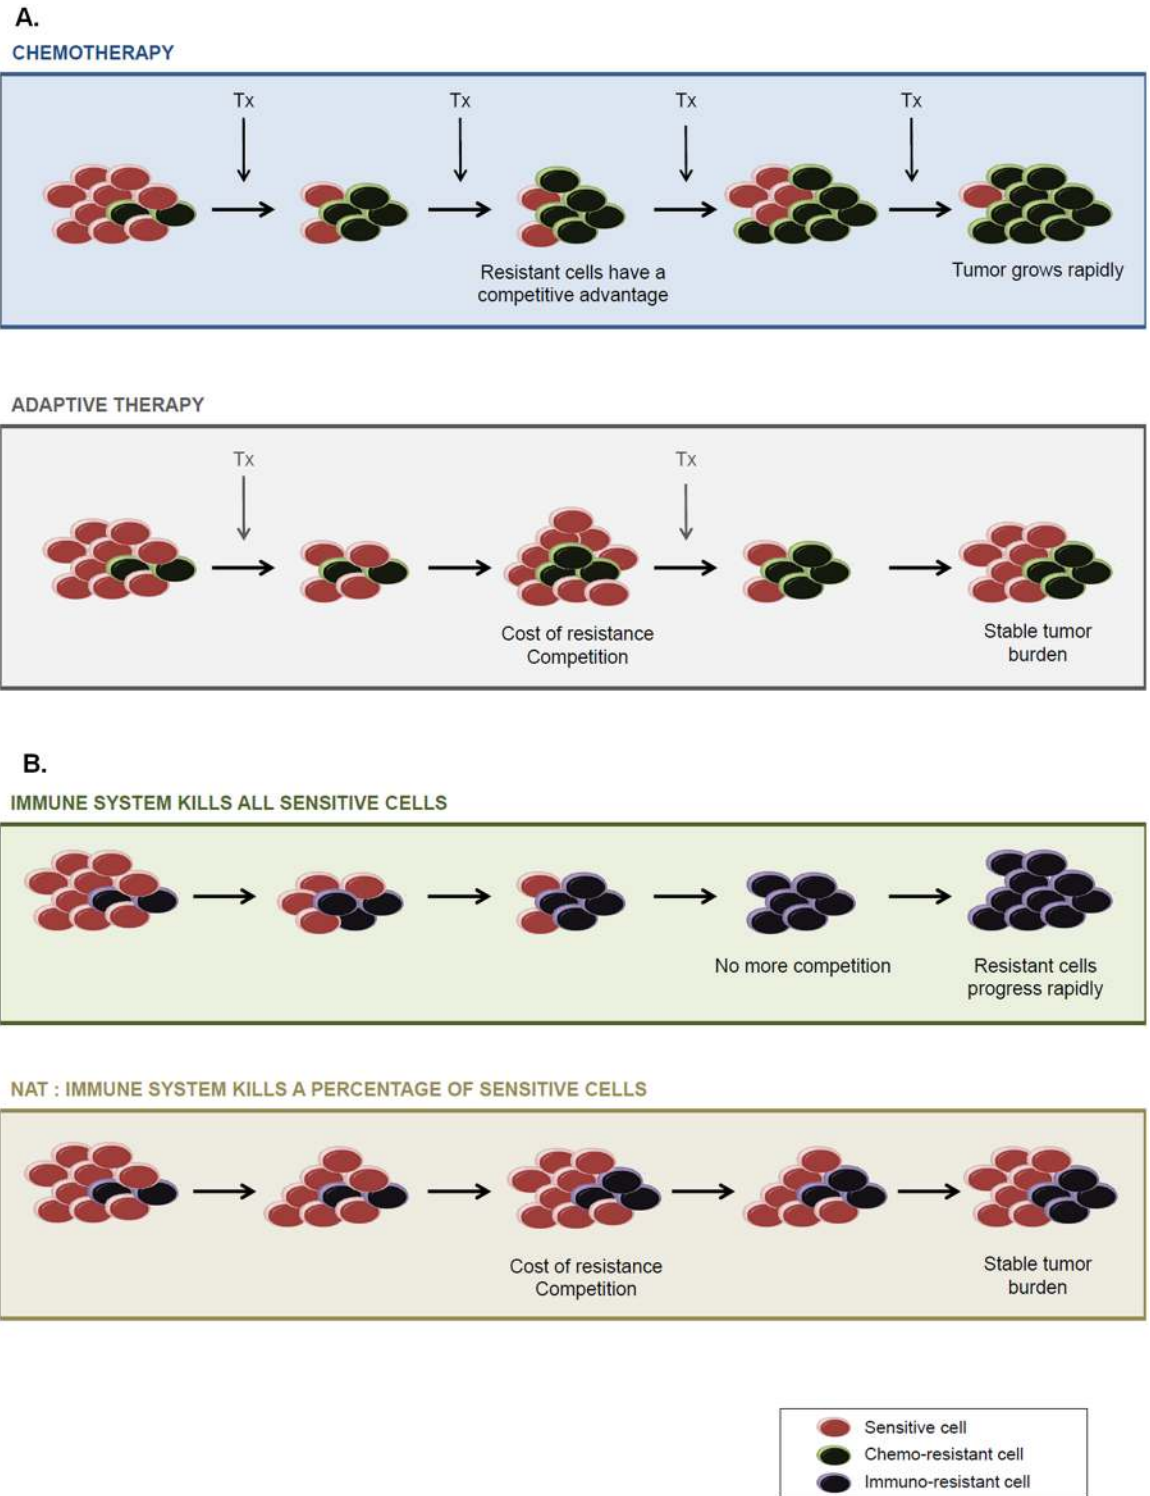 A.
CHEMOTHERAPY
Tx Tx Tx Tx
Resistant cells have a
competitive advantage
Tumor grows rapidly
ADAPTIVE THERAPY
Tx Tx
Cost of resistance
Competition
Stable tumor
burden
B.
IMMUNE SYSTEM KILLS ALL SENSITIVE CELLS
No more competition
Resistant cells
progress rapidly
NAT : IMMUNE SYSTEM KILLS A PERCENTAGE OF SENSITIVE CELLS
Cost of resistance
Competition
Stable tumor
burden
Sensitive cell
Chemo-resistant cell
Immuno-resistant cell